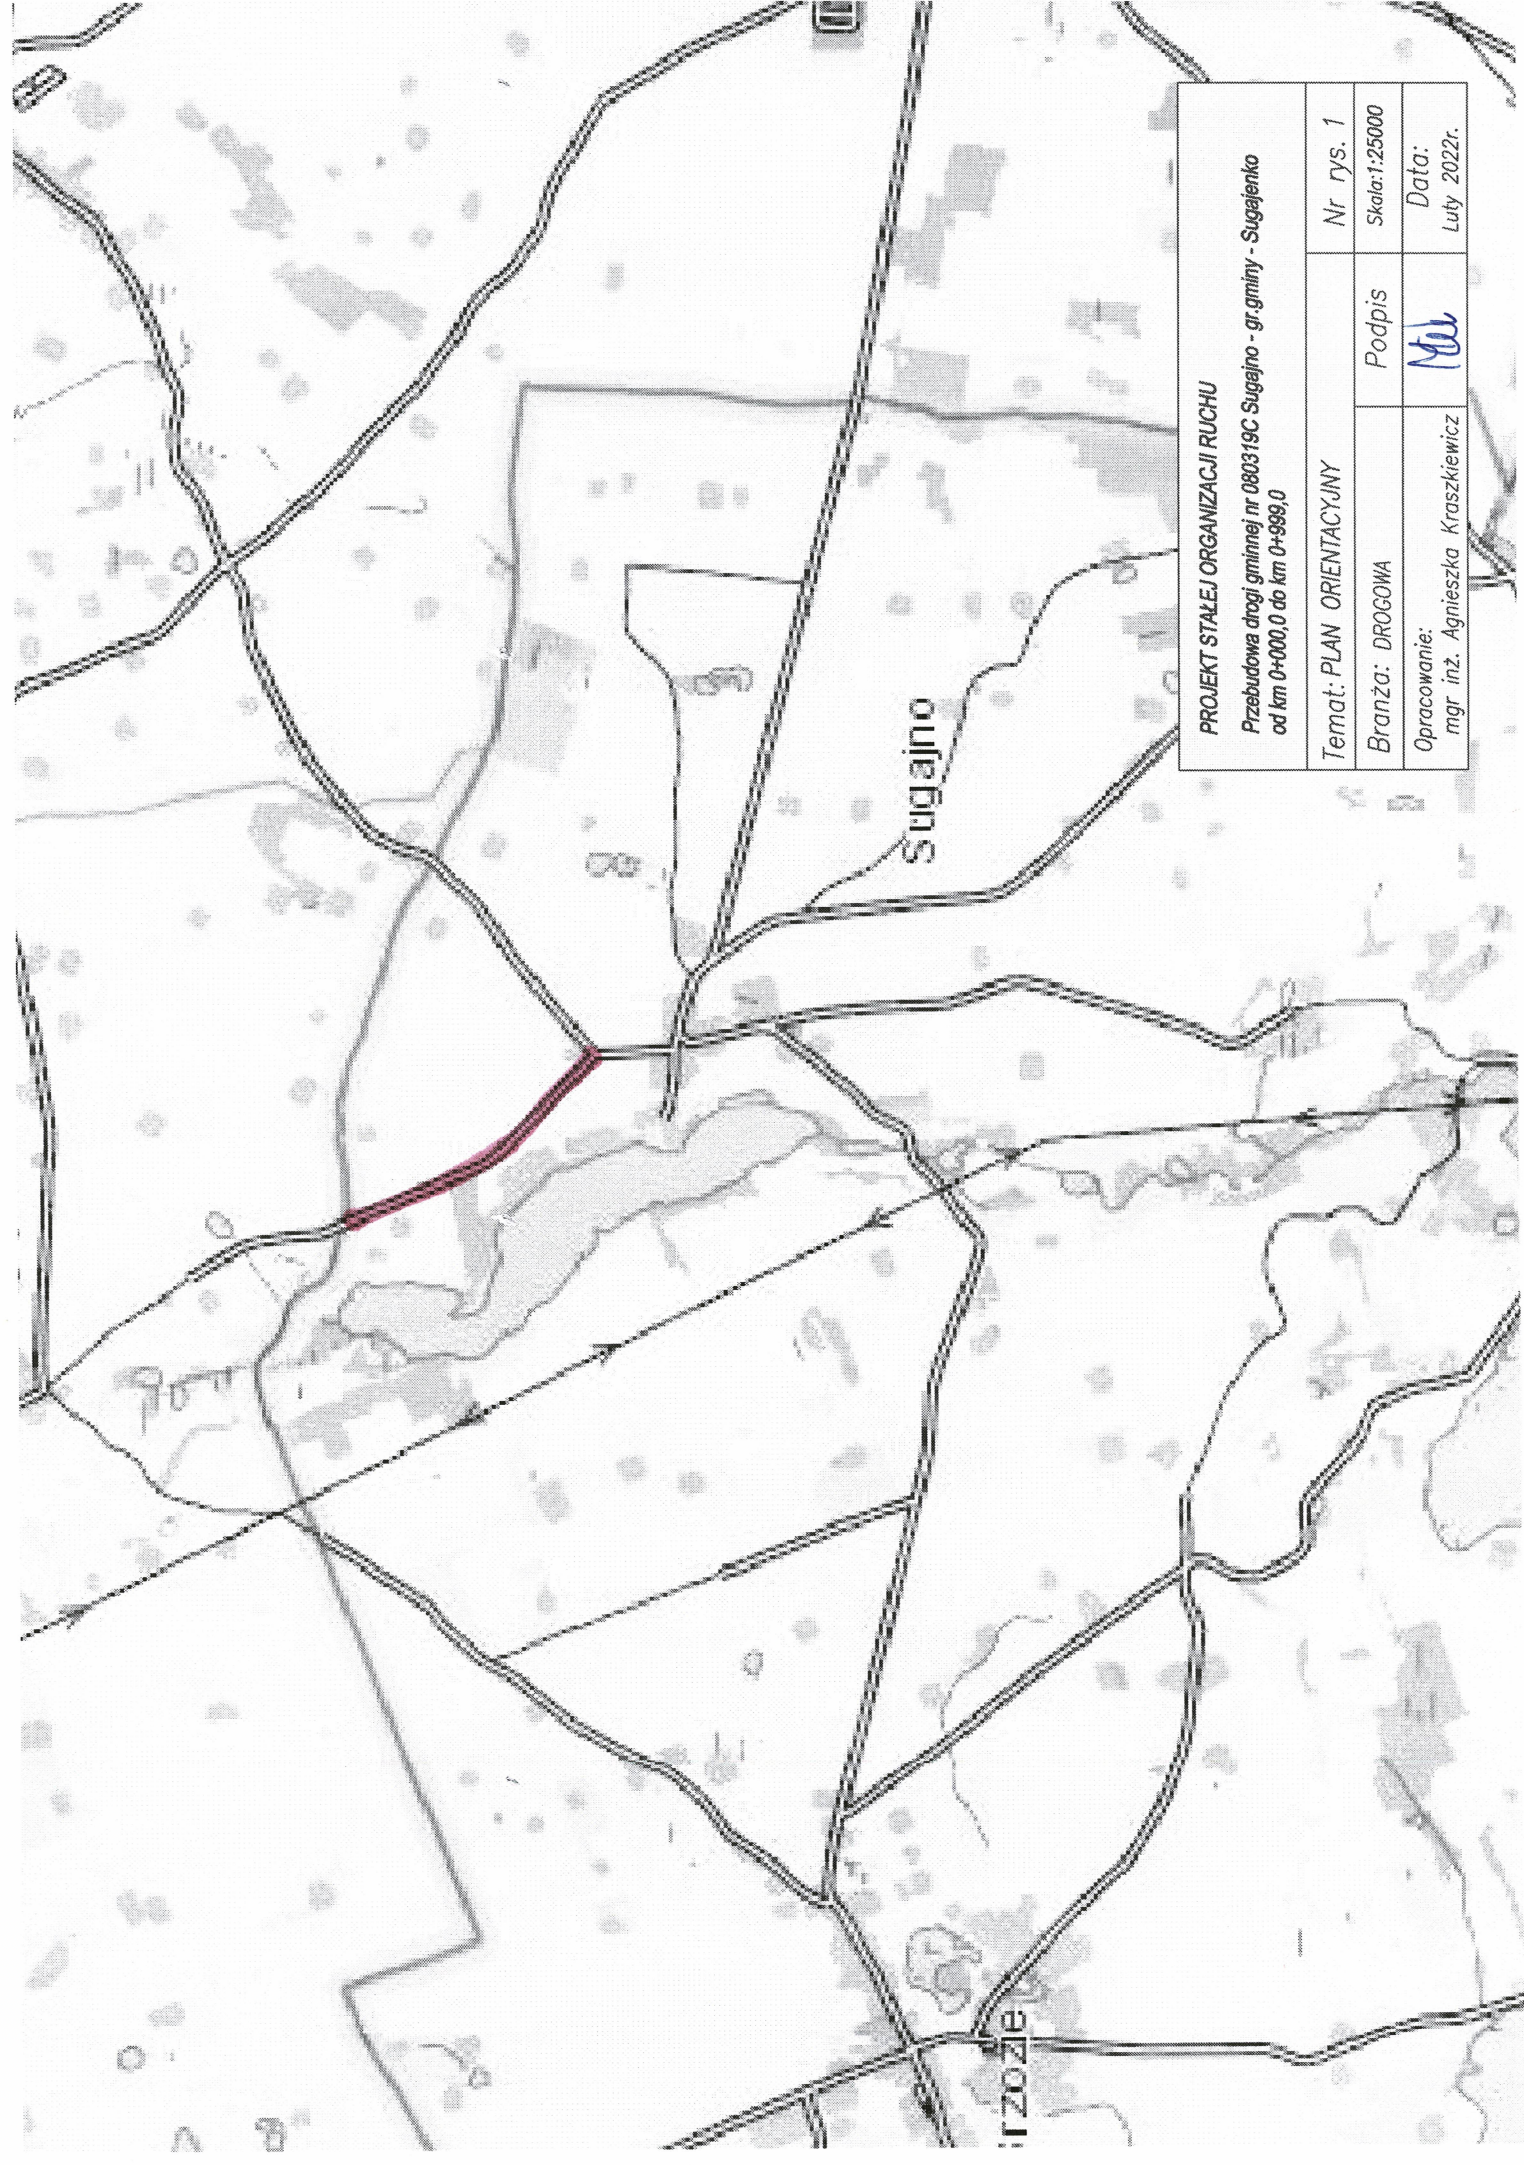 Sugajno
rzozie
PROJEKT STAŁEJ ORGANIZACJI RUCHU
Przebudowa drogi gminnej nr 080319C Sugajno - gr.gminy - Sugajenko
od km 0+000,0 do km 0+999,0
Temat: PLAN ORIENTACYJNY
Nr rys. 1
Branża: DROGOWA
Podpis
Skala:1:25000
Opracowanie:
mgr inż. Agnieszka Kraszkiewicz
Data:
Luty 2022r.